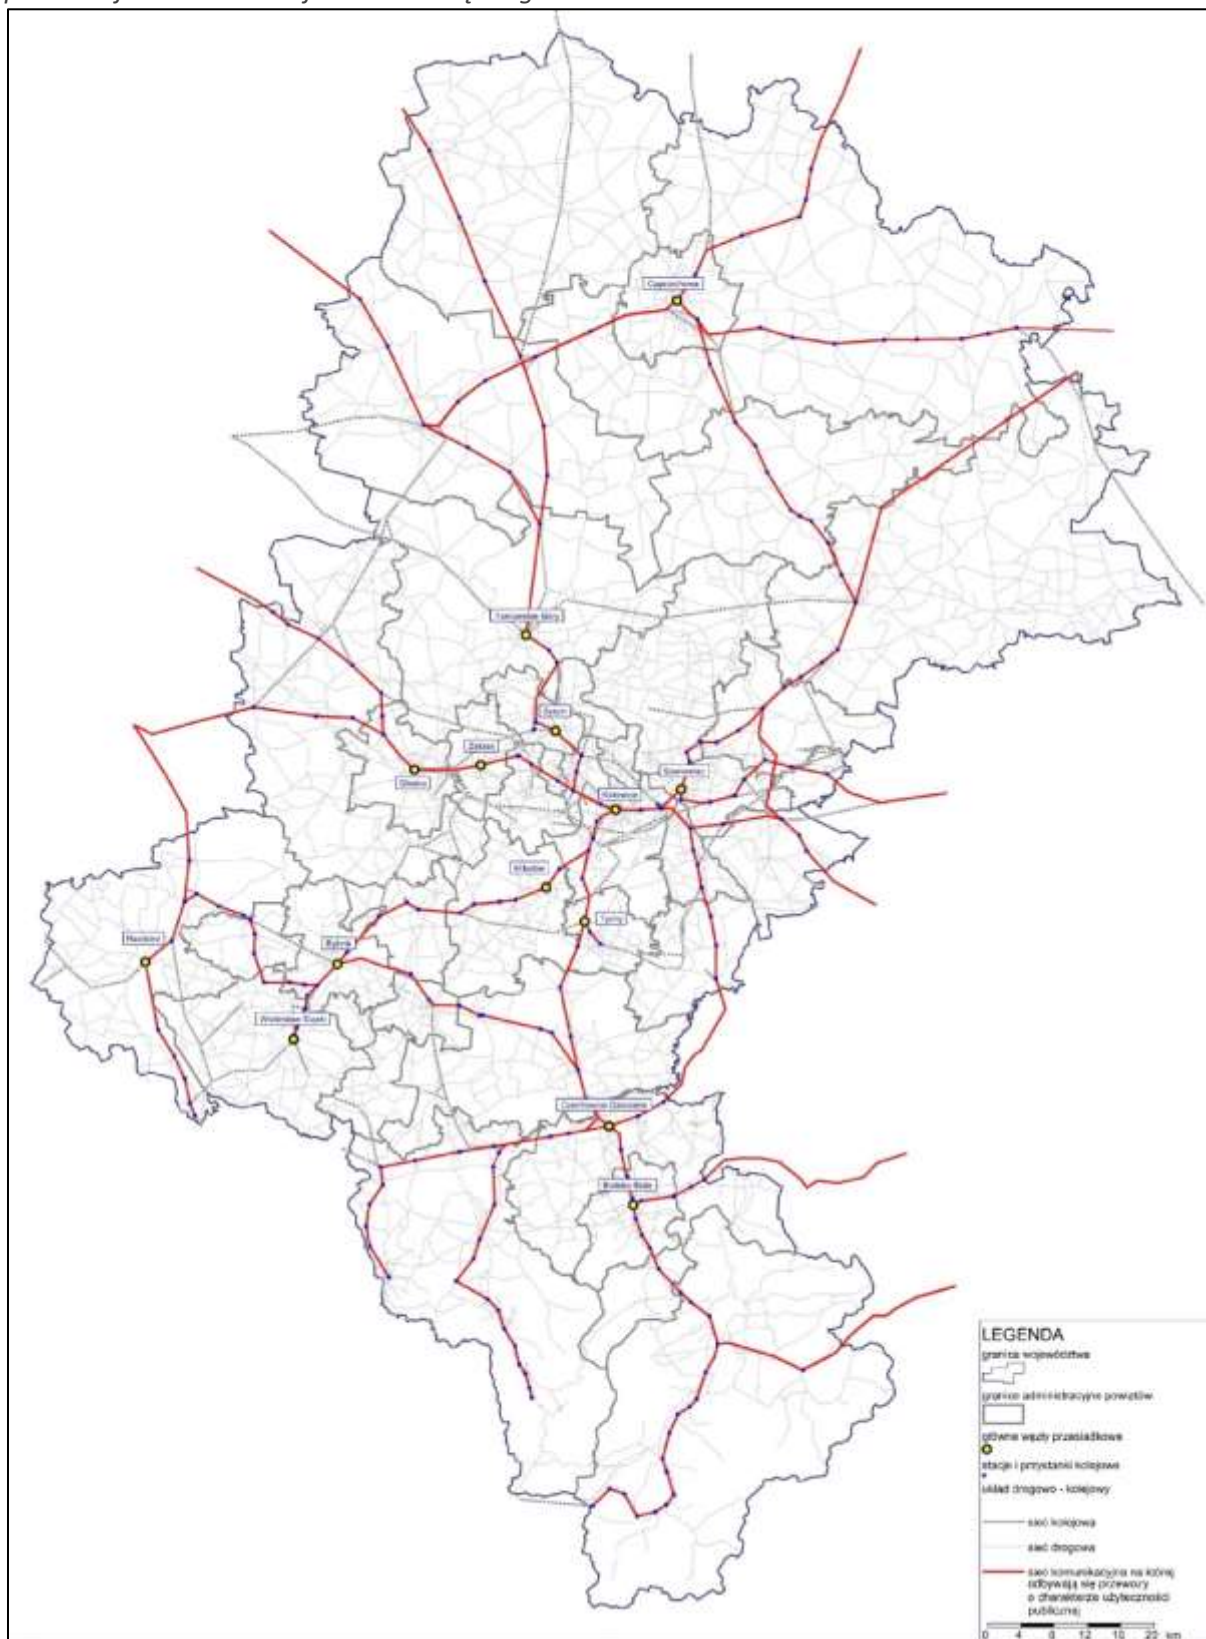 Częstochowa
Tarnowskie Góry
Bytom
Zabrze
Gliwice
Sosnowiec
Katowice
Mikołów
Tychy
Racibórz
Rybnik
Wodzisław Śląski
Czechowice-Dziedzice
Bielsko-Biała
LEGENDA
granica województwa
granice administracyjne powiatów
główne węzły przesiadkowe
stacje i przystanki kolejowe
układ drogowo - kolejowy
sieć kolejowa
sieć drogowa
sieć komunikacyjna na której
odbywają się przewozy
o charakterze użyteczności
publicznej
0 4 8 12 16 20 km